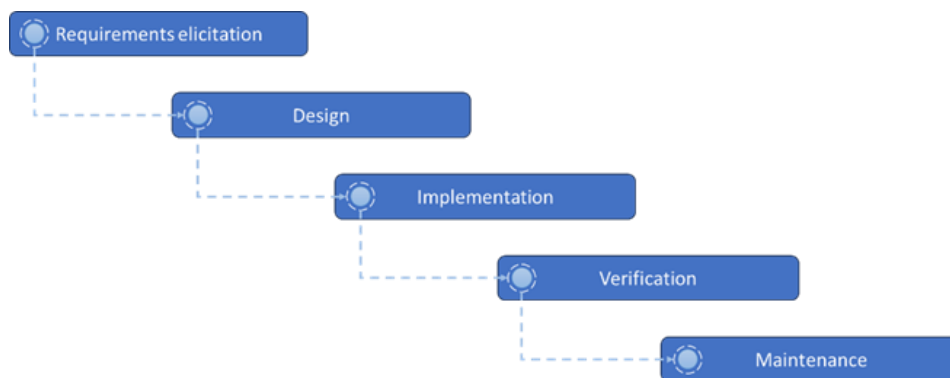 Requirements elicitation
Design
Implementation
Verification
Maintenance